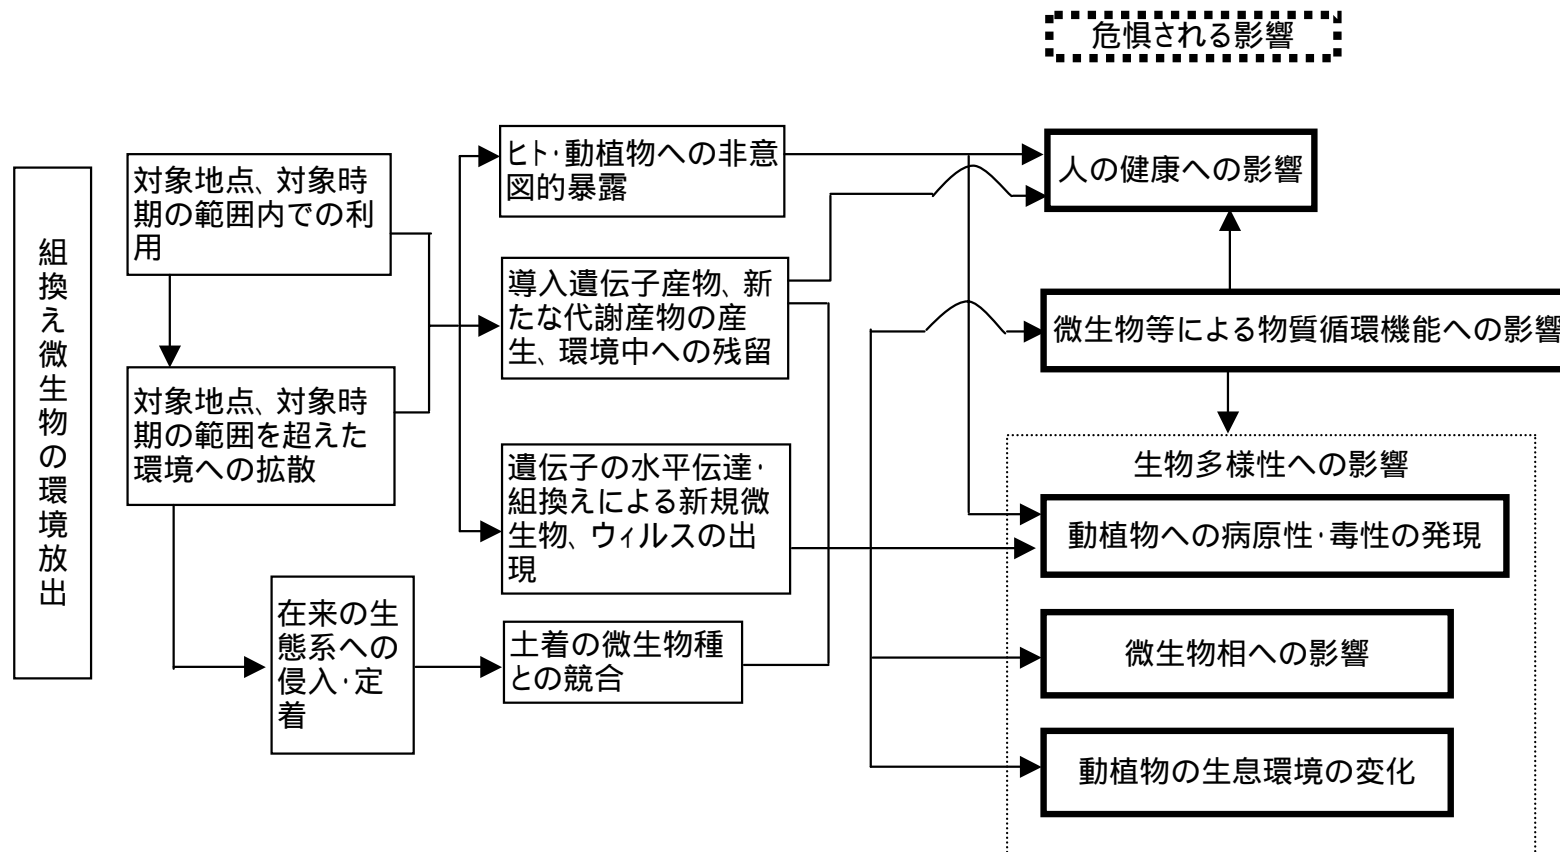 危惧される影響
組換え微生物の環境放出
対象地点、対象時
期の範囲内での利
用
対象地点、対象時
期の範囲を超えた
環境への拡散
在来の生
態系への
侵入・定
着
ヒト・動植物への非意
図的暴露
導入遺伝子産物、新
たな代謝産物の産
生、環境中への残留
遺伝子の水平伝達・
組換えによる新規微
生物、ウィルスの出
現
土着の微生物種
との競合
人の健康への影響
微生物等による物質循環機能への影響
生物多様性への影響
動植物への病原性・毒性の発現
微生物相への影響
動植物の生息環境の変化